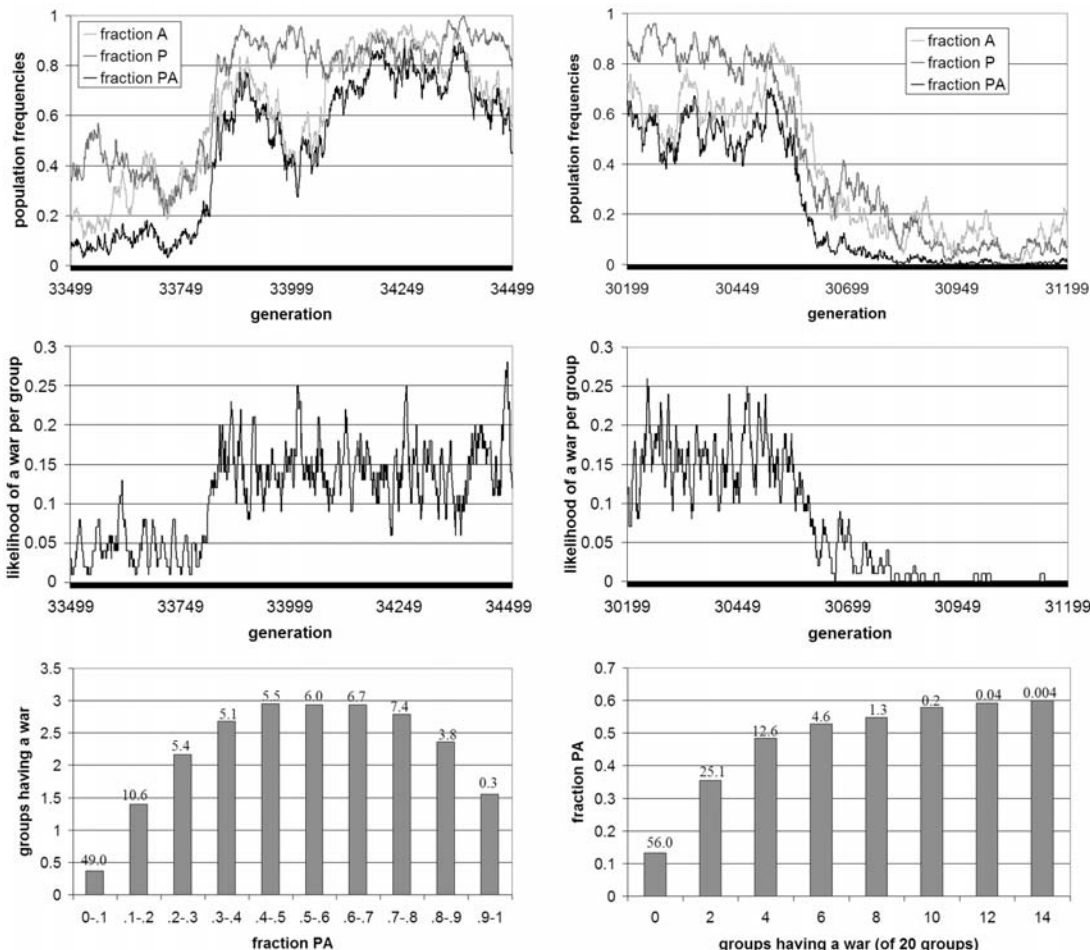 fraction A
fraction P
fraction PA
population frequencies
1
0.8
0.6
0.4
0.2
0
33499 33749 33999 34249 34499
generation
fraction A
fraction P
fraction PA
population frequencies
1
0.8
0.6
0.4
0.2
0
30199 30449 30699 30949 31199
generation
likelihood of a war per group
0.3
0.25
0.2
0.15
0.1
0.05
0
33499 33749 33999 34249 34499
generation
likelihood of a war per group
0.3
0.25
0.2
0.15
0.1
0.05
0
30199 30449 30699 30949 31199
generation
groups having a war
3.5
3
2.5
2
1.5
1
0.5
0
49.0 10.6 5.4 5.1 5.5 6.0 6.7 7.4 3.8 0.3
0-.1 .1-.2 .2-.3 .3-.4 .4-.5 .5-.6 .6-.7 .7-.8 .8-.9 .9-1
fraction PA
fraction PA
0.7
0.6
0.5
0.4
0.3
0.2
0.1
0
56.0 25.1 12.6 4.6 1.3 0.2 0.04 0.004
0 2 4 6 8 10 12 14
groups having a war (of 20 groups)